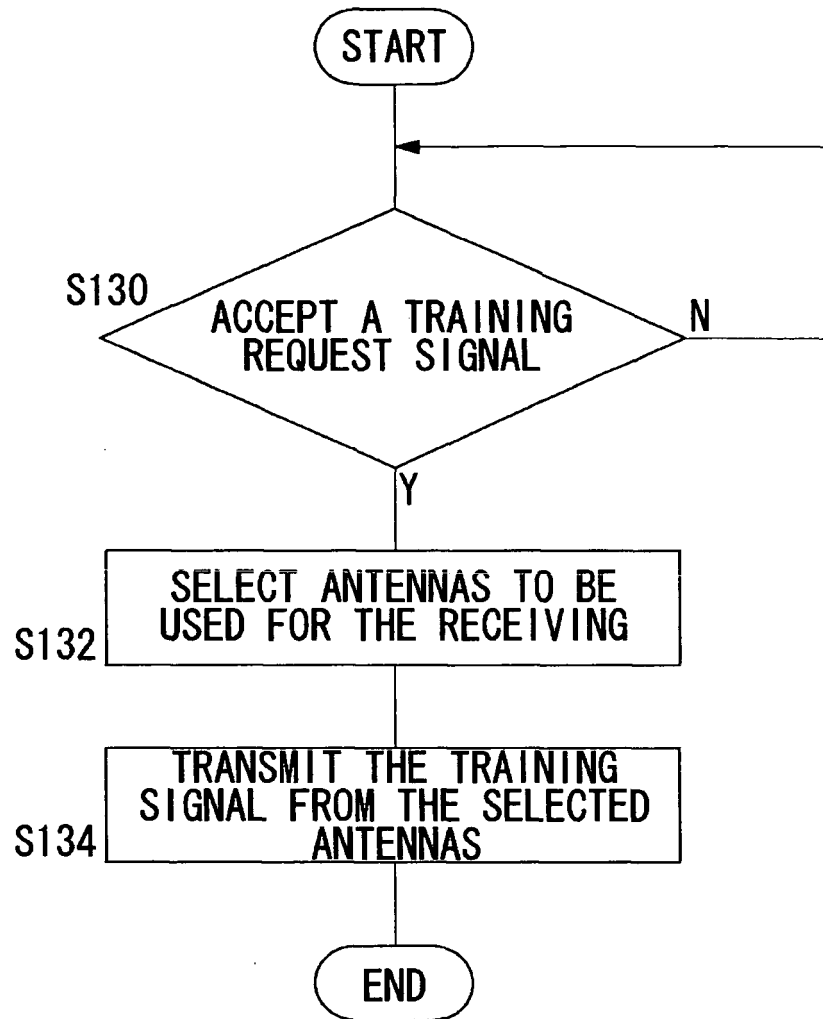 START
S130
ACCEPT A TRAINING
REQUEST SIGNAL
N
Y
SELECT ANTENNAS TO BE
USED FOR THE RECEIVING
S132
TRANSMIT THE TRAINING
SIGNAL FROM THE SELECTED
ANTENNAS
S134
END